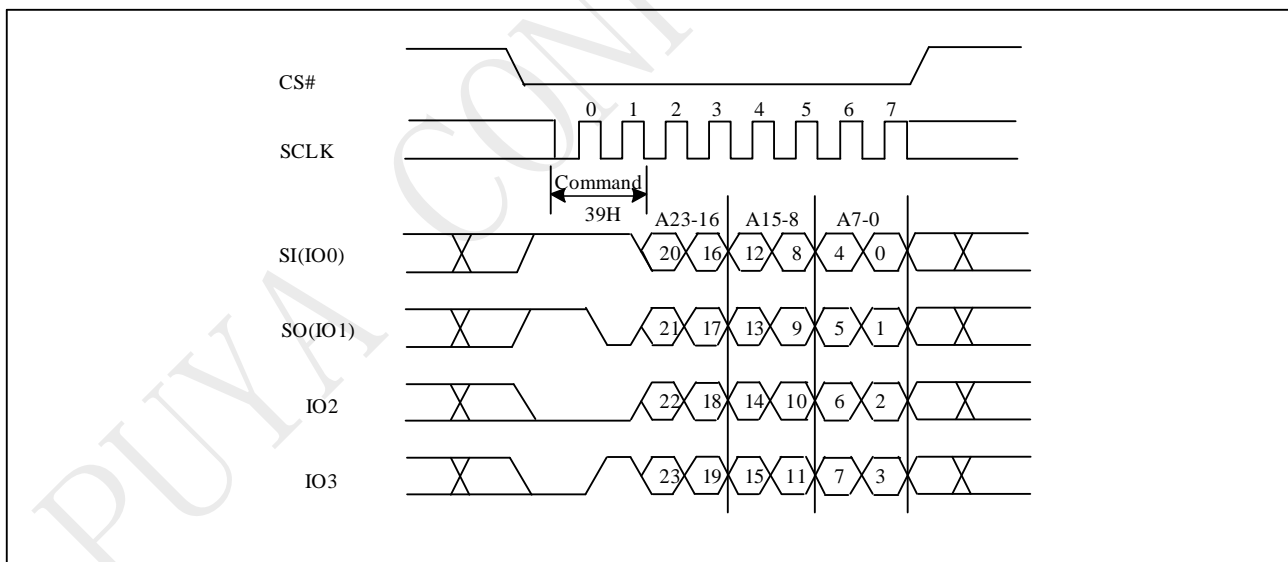 CS#
0 1 2 3 4 5 6 7
SCLK
Command
39H
A23-16 A15-8 A7-0
SI(IO0) 20 16 12 8 4 0
SO(IO1) 21 17 13 9 5 1
IO2 22 18 14 10 6 2
IO3 23 19 15 11 7 3
PUYA CON